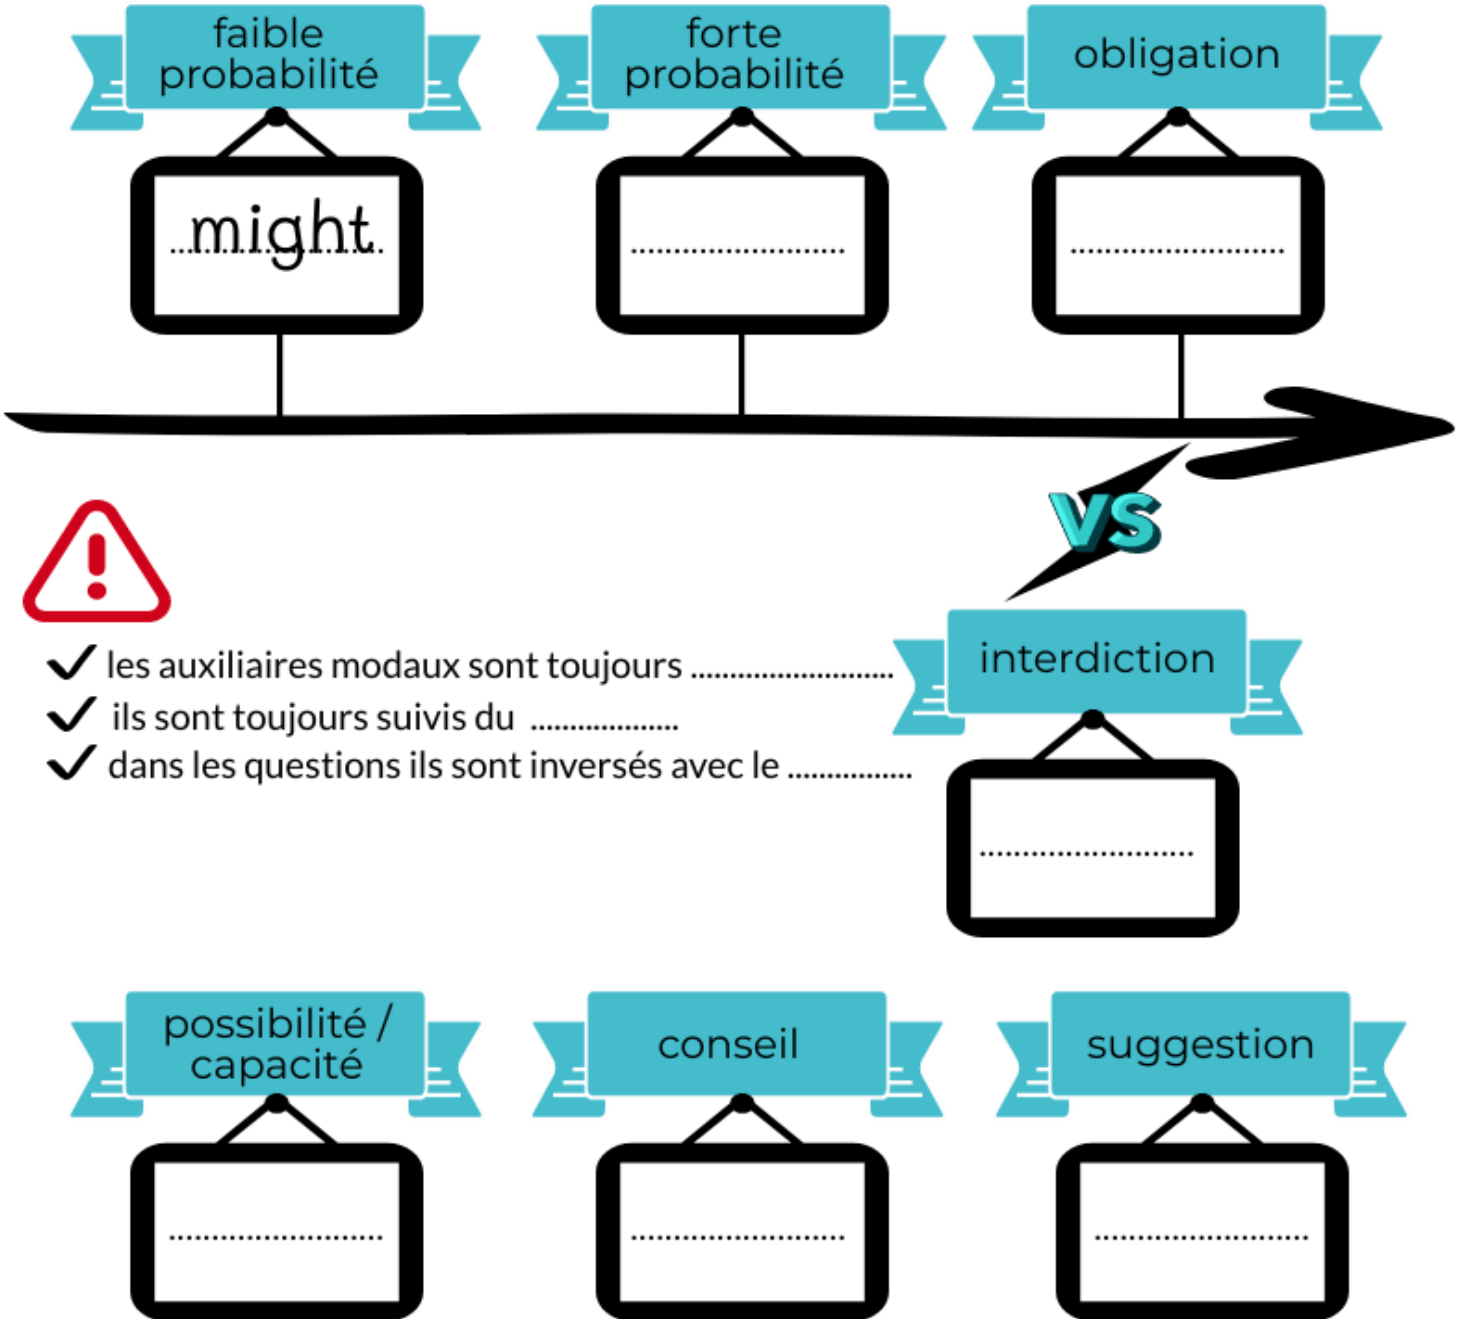 faible
probabilité
forte
probabilité
obligation
might
........................
........................
VS
les auxiliaires modaux sont toujours ..........................
ils sont toujours suivis du ...................
dans les questions ils sont inversés avec le ................
interdiction
........................
possibilité /
capacité
conseil
suggestion
........................
........................
........................